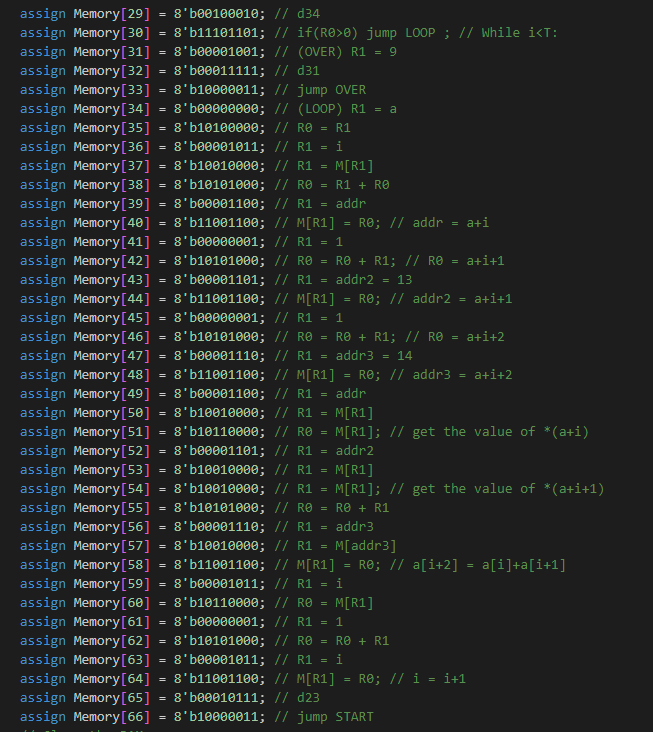 assign Memory[29] = 8'b00100010; // d34
assign Memory[30] = 8'b11101101; // if(R0>0) jump LOOP ; // While i<T:
assign Memory[31] = 8'b00001001; // (OVER) R1 = 9
assign Memory[32] = 8'b00011111; // d31
assign Memory[33] = 8'b10000011; // jump OVER
assign Memory[34] = 8'b00000000; // (LOOP) R1 = a
assign Memory[35] = 8'b10100000; // R0 = R1
assign Memory[36] = 8'b00001011; // R1 = i
assign Memory[37] = 8'b10010000; // R1 = M[R1]
assign Memory[38] = 8'b10101000; // R0 = R1 + R0
assign Memory[39] = 8'b00001100; // R1 = addr
assign Memory[40] = 8'b11001100; // M[R1] = R0; // addr = a+i
assign Memory[41] = 8'b00000001; // R1 = 1
assign Memory[42] = 8'b10101000; // R0 = R0 + R1; // R0 = a+i+1
assign Memory[43] = 8'b00001101; // R1 = addr2 = 13
assign Memory[44] = 8'b11001100; // M[R1] = R0; // addr2 = a+i+1
assign Memory[45] = 8'b00000001; // R1 = 1
assign Memory[46] = 8'b10101000; // R0 = R0 + R1; // R0 = a+i+2
assign Memory[47] = 8'b00001110; // R1 = addr3 = 14
assign Memory[48] = 8'b11001100; // M[R1] = R0; // addr3 = a+i+2
assign Memory[49] = 8'b00001100; // R1 = addr
assign Memory[50] = 8'b10010000; // R1 = M[R1]
assign Memory[51] = 8'b10110000; // R0 = M[R1]; // get the value of *(a+i)
assign Memory[52] = 8'b00001101; // R1 = addr2
assign Memory[53] = 8'b10010000; // R1 = M[R1]
assign Memory[54] = 8'b10010000; // R1 = M[R1]; // get the value of *(a+i+1)
assign Memory[55] = 8'b10101000; // R0 = R0 + R1
assign Memory[56] = 8'b00001110; // R1 = addr3
assign Memory[57] = 8'b10010000; // R1 = M[addr3]
assign Memory[58] = 8'b11001100; // M[R1] = R0; // a[i+2] = a[i]+a[i+1]
assign Memory[59] = 8'b00001011; // R1 = i
assign Memory[60] = 8'b10110000; // R0 = M[R1]
assign Memory[61] = 8'b00000001; // R1 = 1
assign Memory[62] = 8'b10101000; // R0 = R0 + R1
assign Memory[63] = 8'b00001011; // R1 = i
assign Memory[64] = 8'b11001100; // M[R1] = R0; // i = i+1
assign Memory[65] = 8'b00010111; // d23
assign Memory[66] = 8'b10000011; // jump START